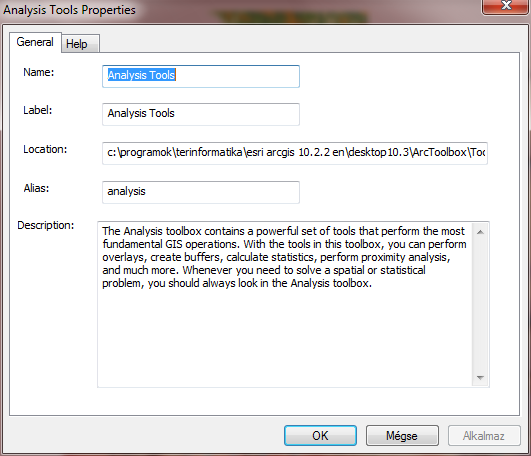 Analysis Tools Properties
General
Help
Name:
Analysis Tools
Label:
Analysis Tools
Location:
c:\programok\terinformatika\esri arcgis 10.2.2 en\desktop10.3\ArcToolbox\Too
Alias:
analysis
Description:
The Analysis toolbox contains a powerful set of tools that perform the most
fundamental GIS operations. With the tools in this toolbox, you can perform
overlays, create buffers, calculate statistics, perform proximity analysis,
and much more. Whenever you need to solve a spatial or statistical
problem, you should always look in the Analysis toolbox.
OK
Mégse
Alkalmaz